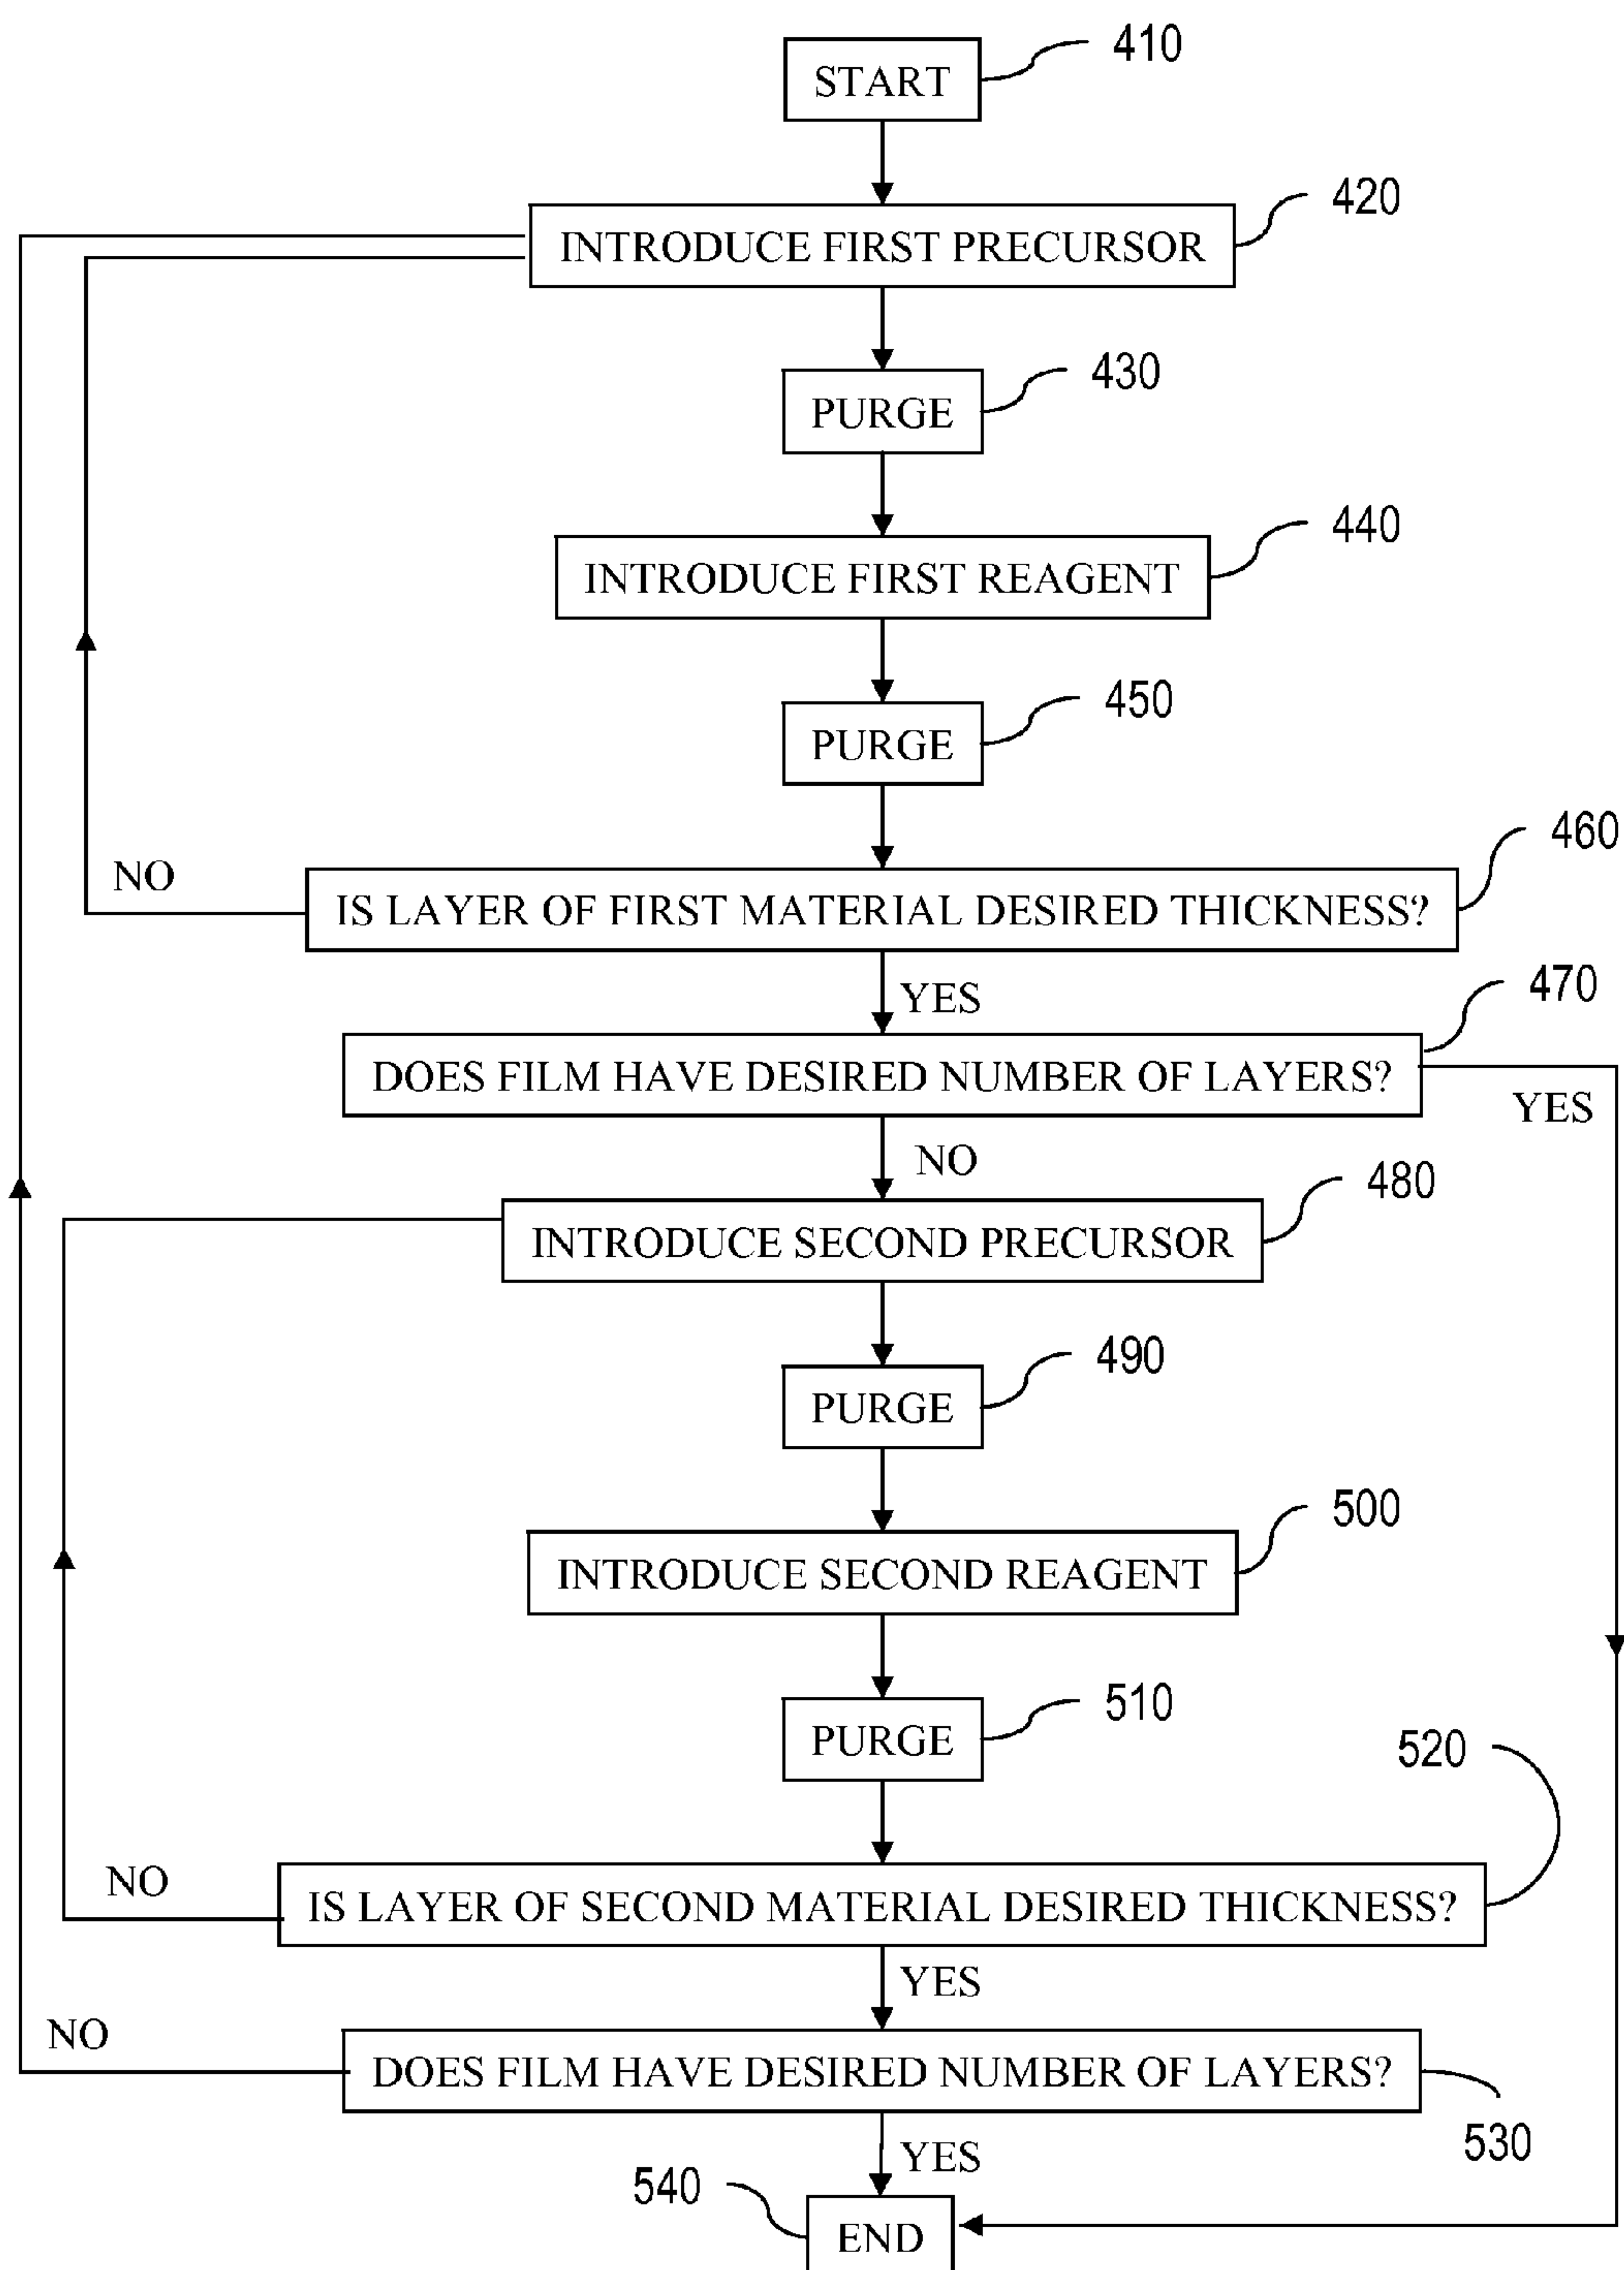 410
START
420
INTRODUCE FIRST PRECURSOR
430
PURGE
440
INTRODUCE FIRST REAGENT
450
PURGE
460
NO
IS LAYER OF FIRST MATERIAL DESIRED THICKNESS?
YES
470
DOES FILM HAVE DESIRED NUMBER OF LAYERS?
YES
NO
480
INTRODUCE SECOND PRECURSOR
490
PURGE
500
INTRODUCE SECOND REAGENT
510
PURGE
520
NO
IS LAYER OF SECOND MATERIAL DESIRED THICKNESS?
YES
NO
DOES FILM HAVE DESIRED NUMBER OF LAYERS?
530
YES
540
END